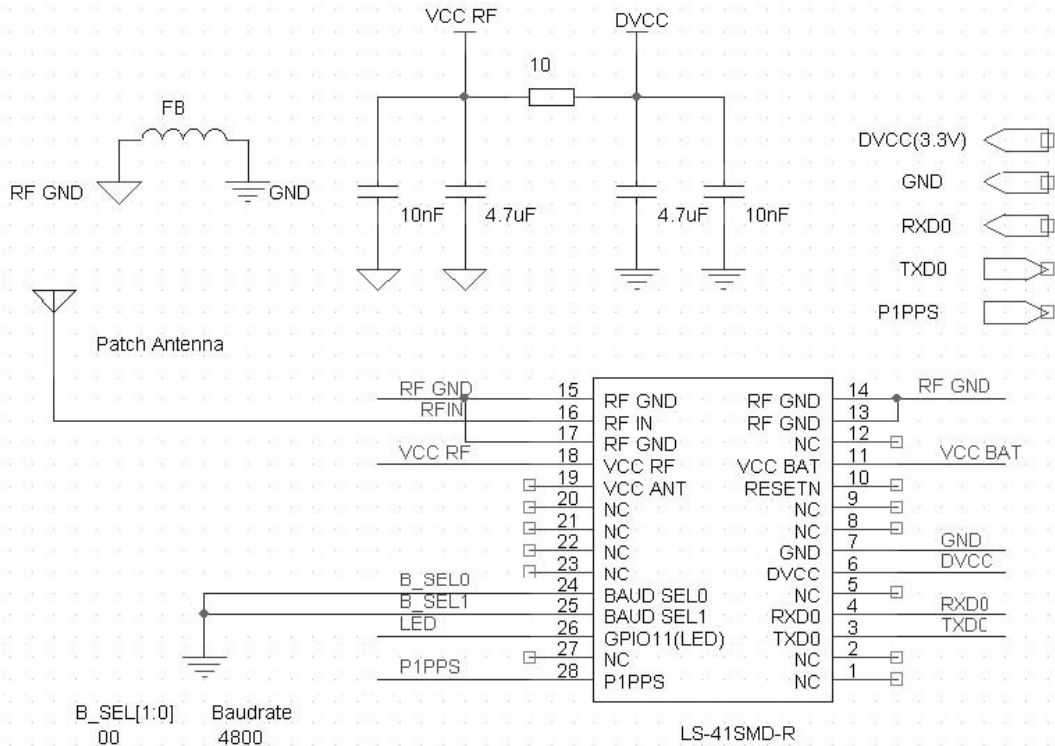 VCC RF DVCC
10
FB
DVCC(3.3V)
RF GND GND
GND
10nF 4.7uF 4.7uF 10nF
RXD0
TXD0
P1PPS
Patch Antenna
RF GND 15 RF GND RF GND 14 RF GND
RFIN 16 RF IN RF GND 13
17 RF GND NC 12
VCC RF 18 VCC RF VCC BAT 11 VCC BAT
19 VCC ANT RESETN 10
20 NC NC 9
21 NC NC 8
22 NC GND 7 GND
23 NC DVCC 6 DVCC
B_SEL0 24 BAUD SEL0 NC 5
B_SEL1 25 BAUD SEL1 RXD0 4 RXD0
LED 26 GPIO11(LED) TXD0 3 TXD0
27 NC NC 2
P1PPS 28 P1PPS NC 1
B_SEL[1:0] Baudrate
00 4800
LS-41SMD-R